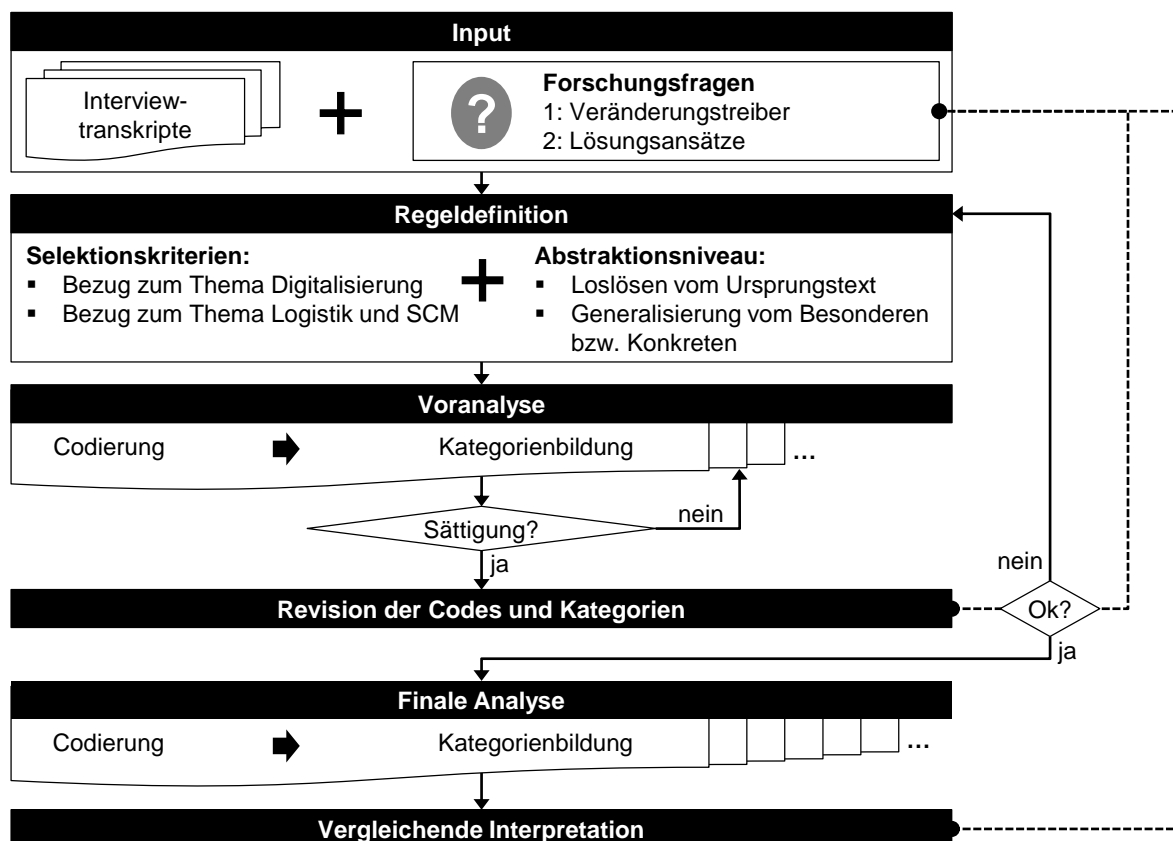 Input
Interview-
transkripte
?
Forschungsfragen
1: Veränderungstreiber
2: Lösungsansätze
Regeldefinition
Selektionskriterien:
▪ Bezug zum Thema Digitalisierung
▪ Bezug zum Thema Logistik und SCM
Abstraktionsniveau:
▪ Loslösen vom Ursprungstext
▪ Generalisierung vom Besonderen
bzw. Konkreten
Voranalyse
Codierung
Kategorienbildung
...
Sättigung?
nein
ja
Revision der Codes und Kategorien
nein
Ok?
ja
Finale Analyse
Codierung
Kategorienbildung
...
Vergleichende Interpretation